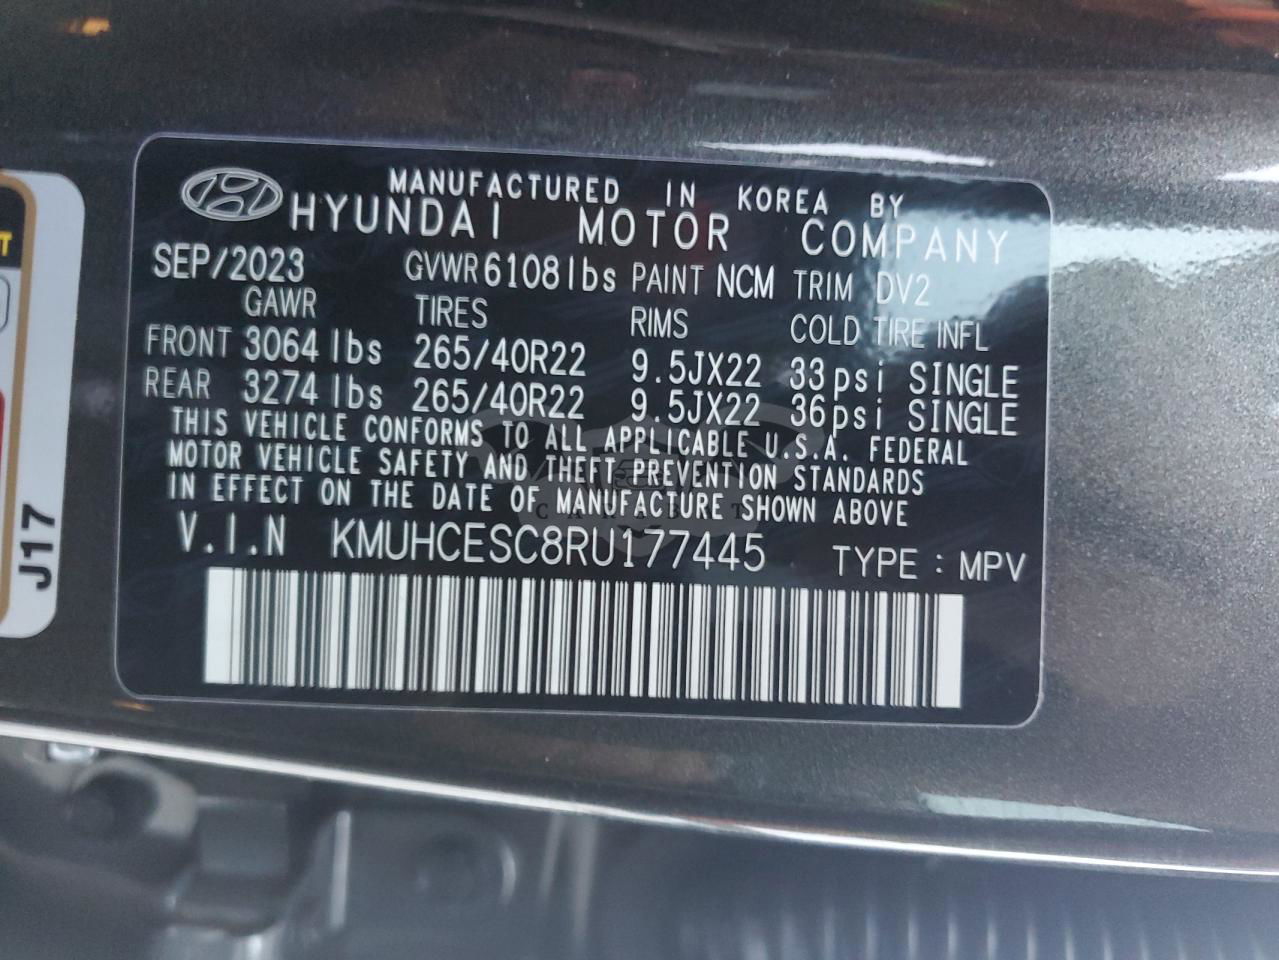 MANUFACTURED IN KOREA BY
HYUNDAI MOTOR COMPANY
SEP/2023 GVWR 6108 lbs PAINT NCM TRIM DV2
GAWR TIRES RIMS COLD TIRE INFL
FRONT 3064 lbs 265/40R22 9.5JX22 33psi SINGLE
REAR 3274 lbs 265/40R22 9.5JX22 36psi SINGLE
THIS VEHICLE CONFORMS TO ALL APPLICABLE U.S.A. FEDERAL
MOTOR VEHICLE SAFETY AND THEFT PREVENTION STANDARDS
IN EFFECT ON THE DATE OF MANUFACTURE SHOWN ABOVE
V.I.N KMUHCESC8RU177445 TYPE : MPV
J17